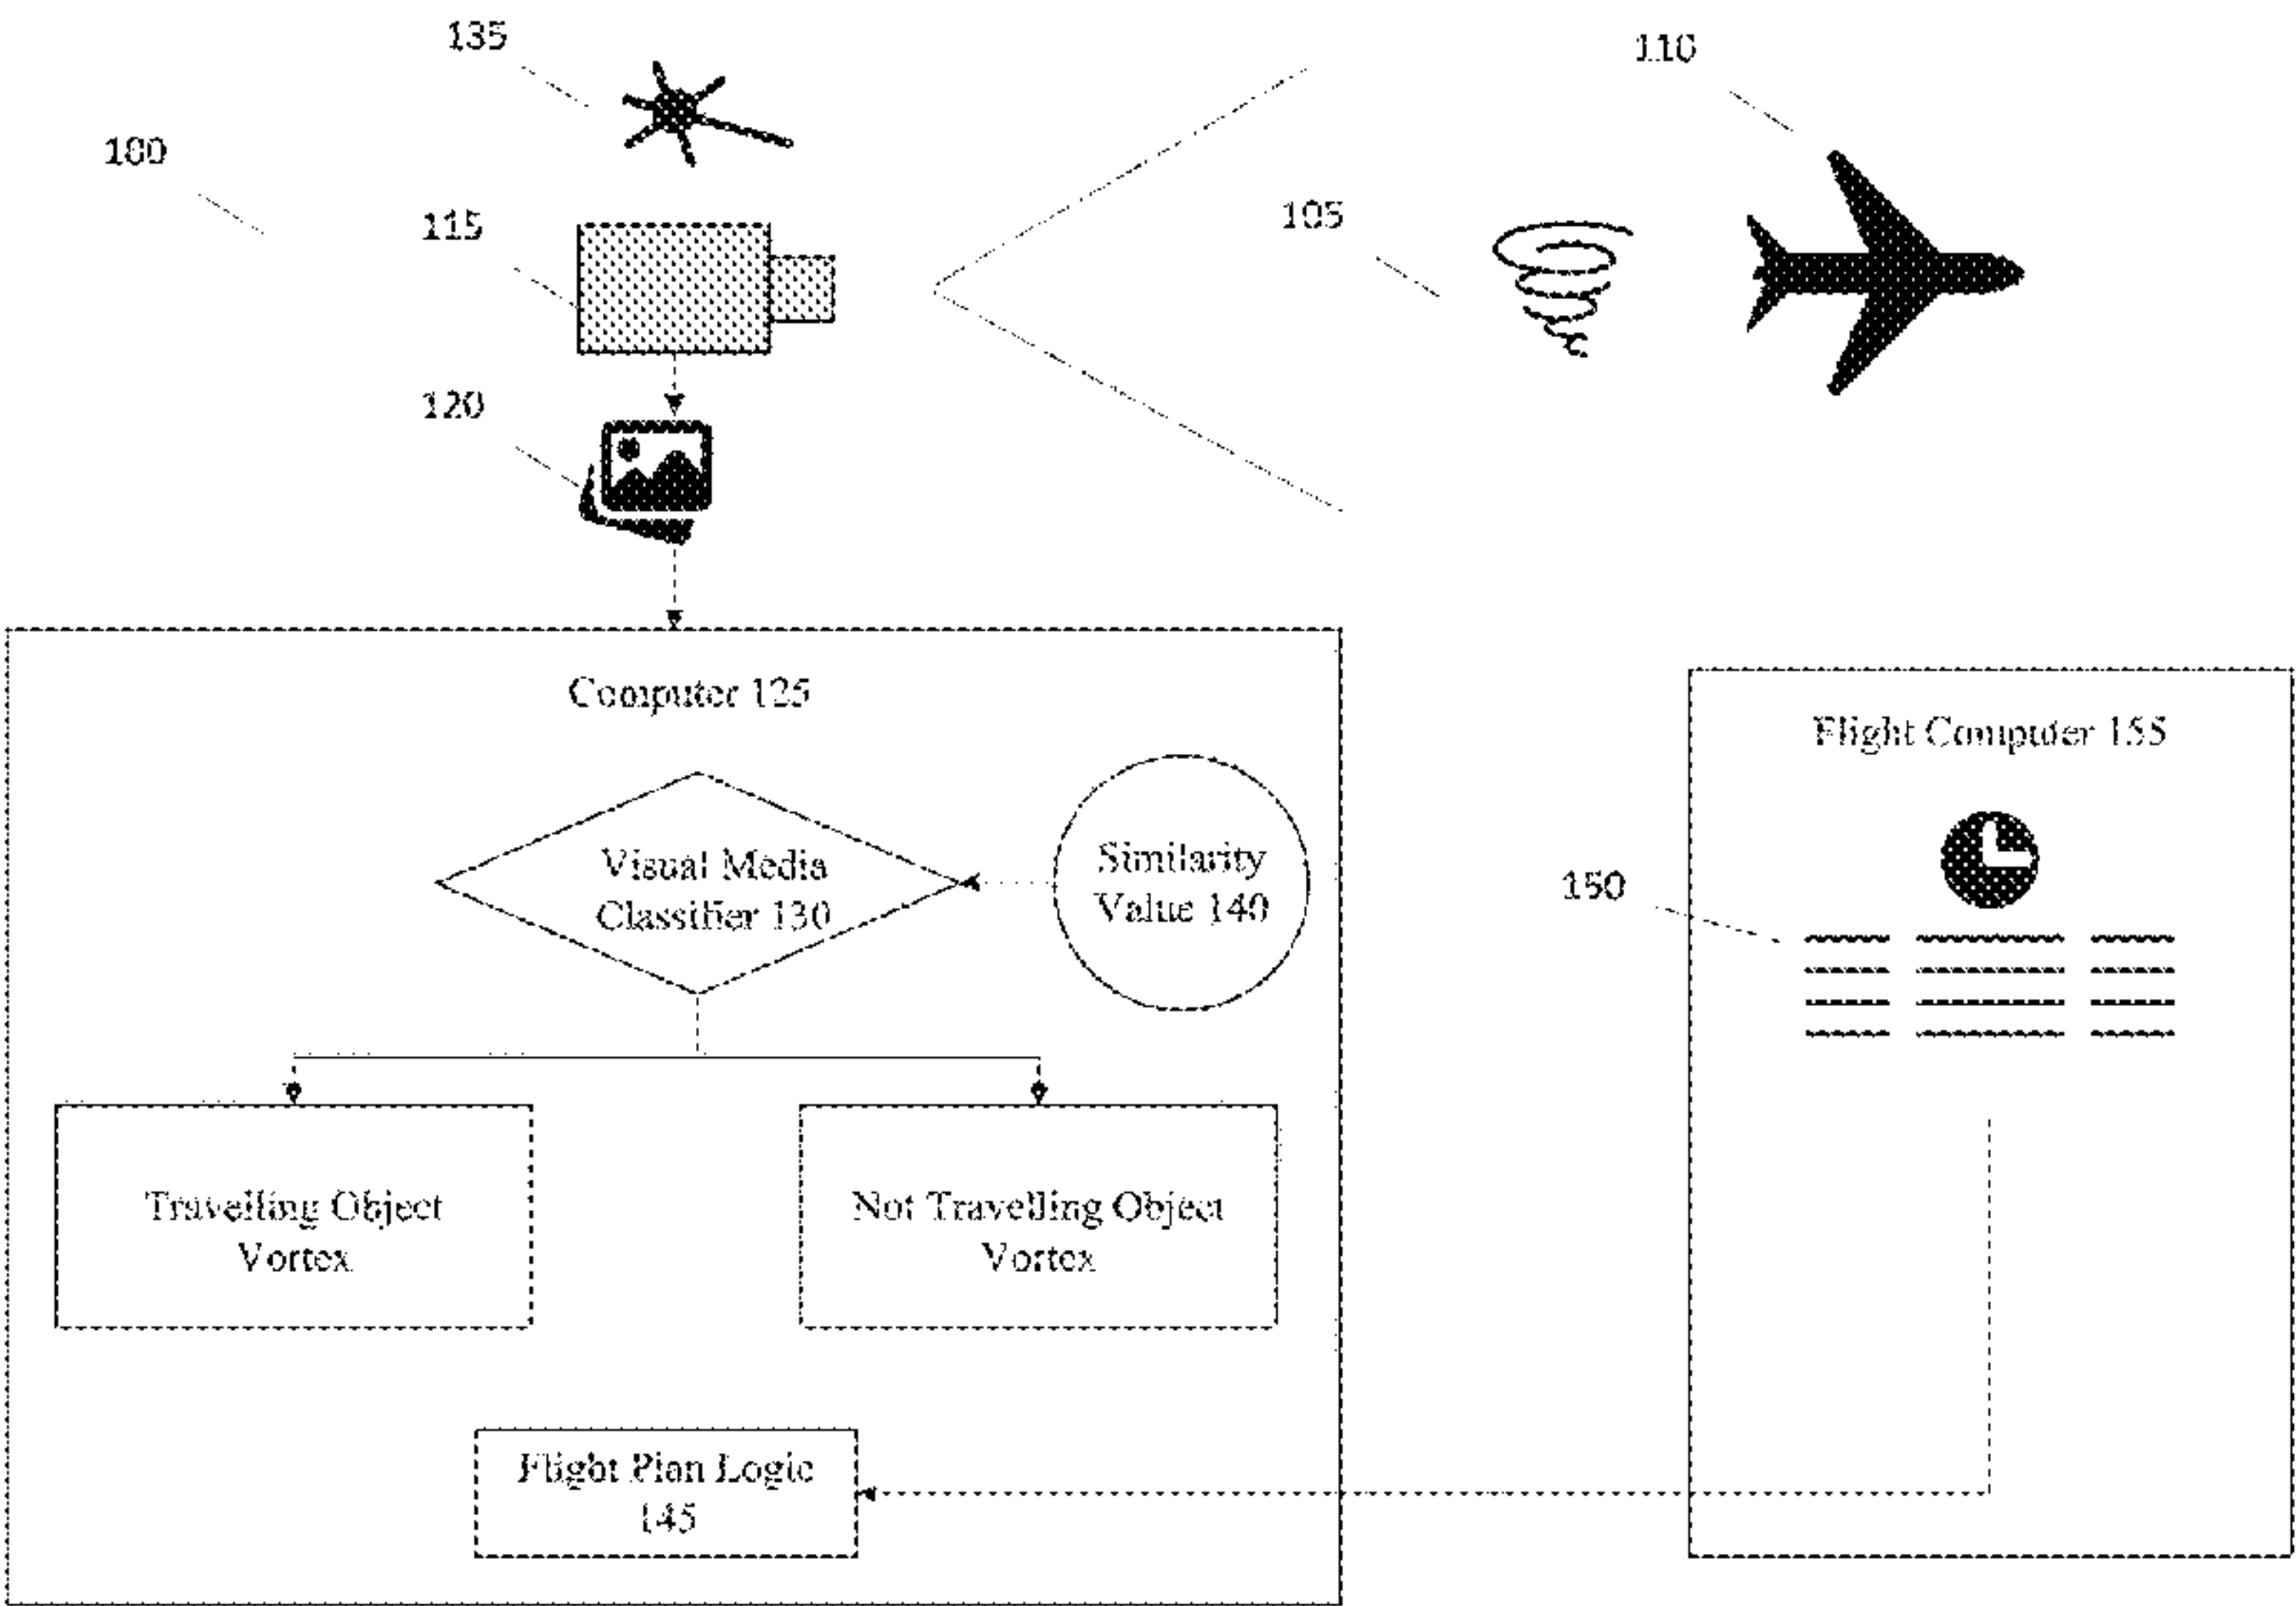 135
110
100
115
105
120
Computer 125
Flight Computer 155
Visual Media
Classifier 130
Similarity
Value 140
150
Travelling Object
Vortex
Not Travelling Object
Vortex
Flight Plan Logic
145